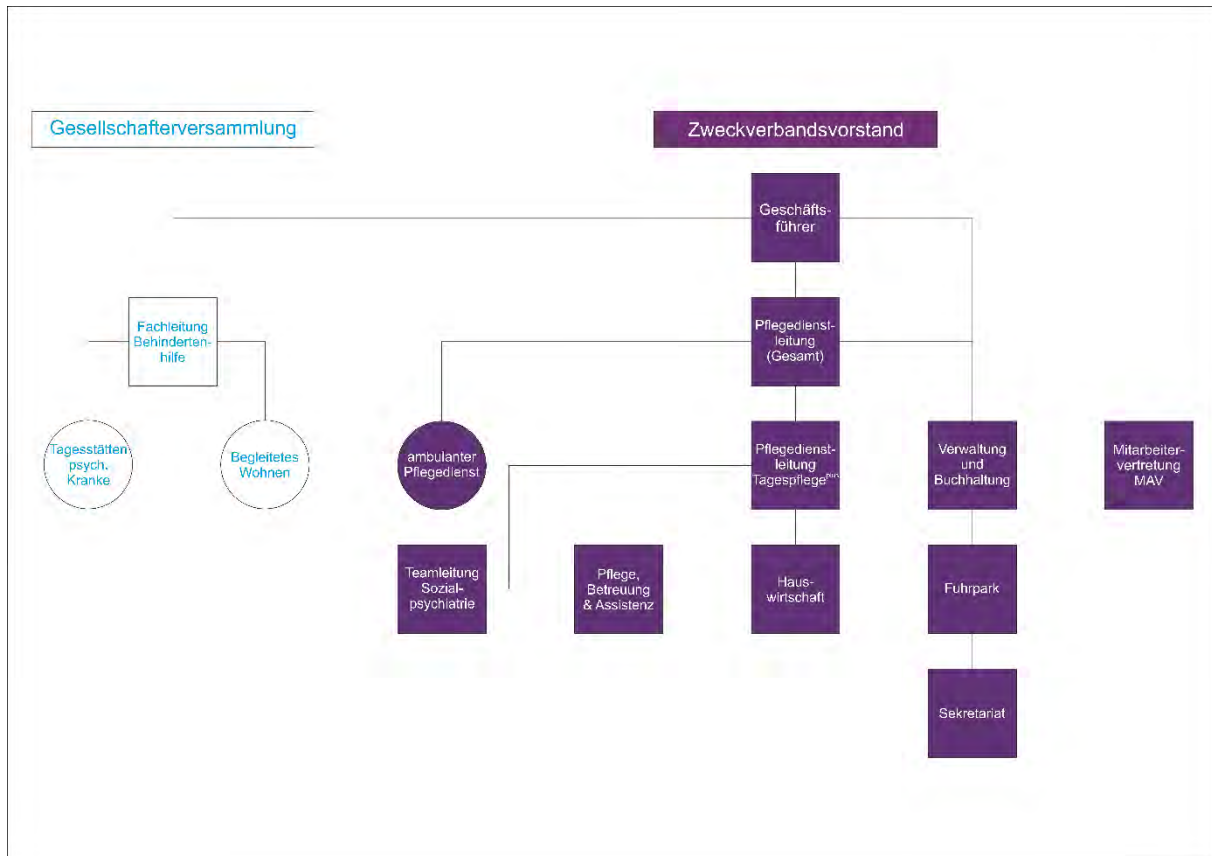 Gesellschafterversammlung
Zweckverbandsvorstand
Geschäfts-
führer
Fachleitung
Behinderten-
hilfe
Pflegedienst-
leitung
(Gesamt)
Tagesstätten
psych.
Kranke
Begleitetes
Wohnen
ambulanter
Pflegedienst
Pflegedienst-
leitung
Tagespflege
Verwaltung
und
Buchhaltung
Mitarbeiter-
vertretung
MAV
Teamleitung
Sozial-
psychiatrie
Pflege,
Betreuung
& Assistenz
Haus-
wirtschaft
Fuhrpark
Sekretariat